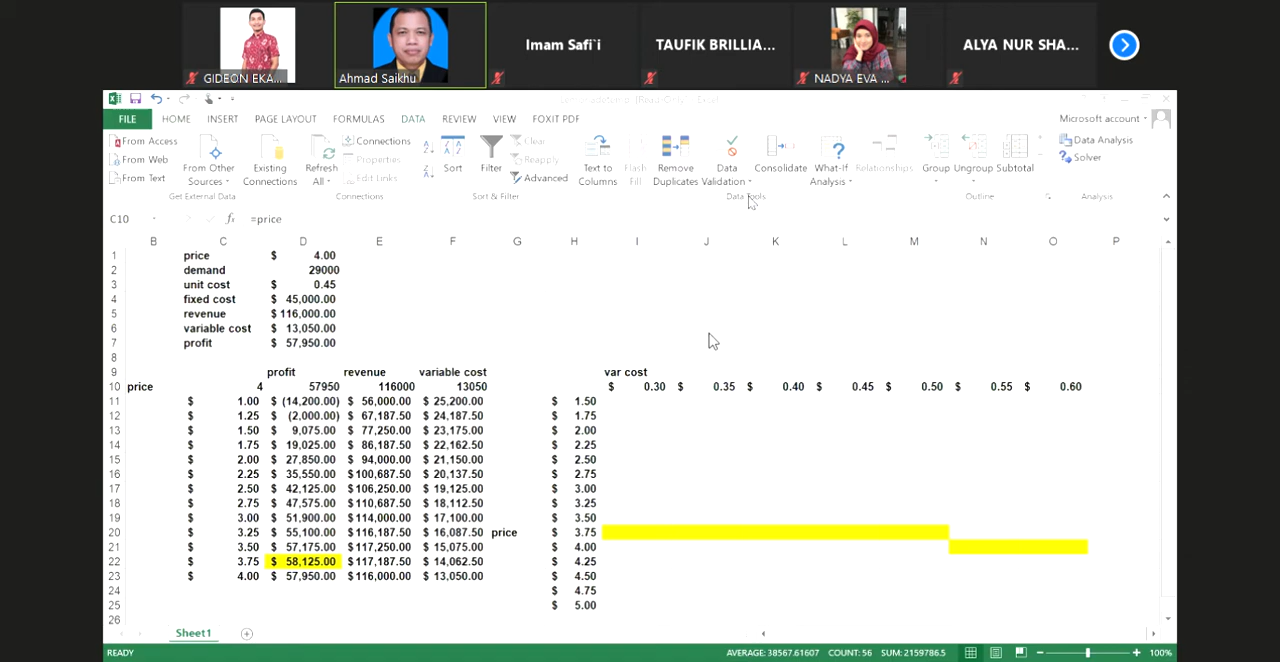 GIDEON EKA...
Ahmad Saikhu
Imam Safi`i
TAUFIK BRILLIA...
NADYA EVA ...
ALYA NUR SHA...
FILE HOME INSERT PAGE LAYOUT FORMULAS DATA REVIEW VIEW FOXIT PDF Microsoft account
From Access
From Web
From Text
From Other Sources
Existing Connections
Refresh All
Connections
Properties
Edit Links
Sort
Filter
Clear
Reapply
Advanced
Text to Columns
Flash Fill
Remove Duplicates
Data Validation
Consolidate
What-If Analysis
Relationships
Group
Ungroup
Subtotal
Data Analysis
Solver
Get External Data Connections Sort & Filter Data Tools Outline Analysis
C10 fx =price
B C D E F G H I J K L M N O P
1 price $ 4.00
2 demand 29000
3 unit cost $ 0.45
4 fixed cost $ 45,000.00
5 revenue $ 116,000.00
6 variable cost $ 13,050.00
7 profit $ 57,950.00
8
9 profit revenue variable cost var cost
10 price 4 57950 116000 13050 $ 0.30 $ 0.35 $ 0.40 $ 0.45 $ 0.50 $ 0.55 $ 0.60
11 $ 1.00 $ (14,200.00) $ 56,000.00 $ 25,200.00 $ 1.50
12 $ 1.25 $ (2,000.00) $ 67,187.50 $ 24,187.50 $ 1.75
13 $ 1.50 $ 9,075.00 $ 77,250.00 $ 23,175.00 $ 2.00
14 $ 1.75 $ 19,025.00 $ 86,187.50 $ 22,162.50 $ 2.25
15 $ 2.00 $ 27,850.00 $ 94,000.00 $ 21,150.00 $ 2.50
16 $ 2.25 $ 35,550.00 $ 100,687.50 $ 20,137.50 $ 2.75
17 $ 2.50 $ 42,125.00 $ 106,250.00 $ 19,125.00 $ 3.00
18 $ 2.75 $ 47,575.00 $ 110,687.50 $ 18,112.50 $ 3.25
19 $ 3.00 $ 51,900.00 $ 114,000.00 $ 17,100.00 $ 3.50
20 $ 3.25 $ 55,100.00 $ 116,187.50 $ 16,087.50 price $ 3.75
21 $ 3.50 $ 57,175.00 $ 117,250.00 $ 15,075.00 $ 4.00
22 $ 3.75 $ 58,125.00 $ 117,187.50 $ 14,062.50 $ 4.25
23 $ 4.00 $ 57,950.00 $ 116,000.00 $ 13,050.00 $ 4.50
24 $ 4.75
25 $ 5.00
26
Sheet1
READY AVERAGE: 38567.61607 COUNT: 56 SUM: 2159786.5 100%